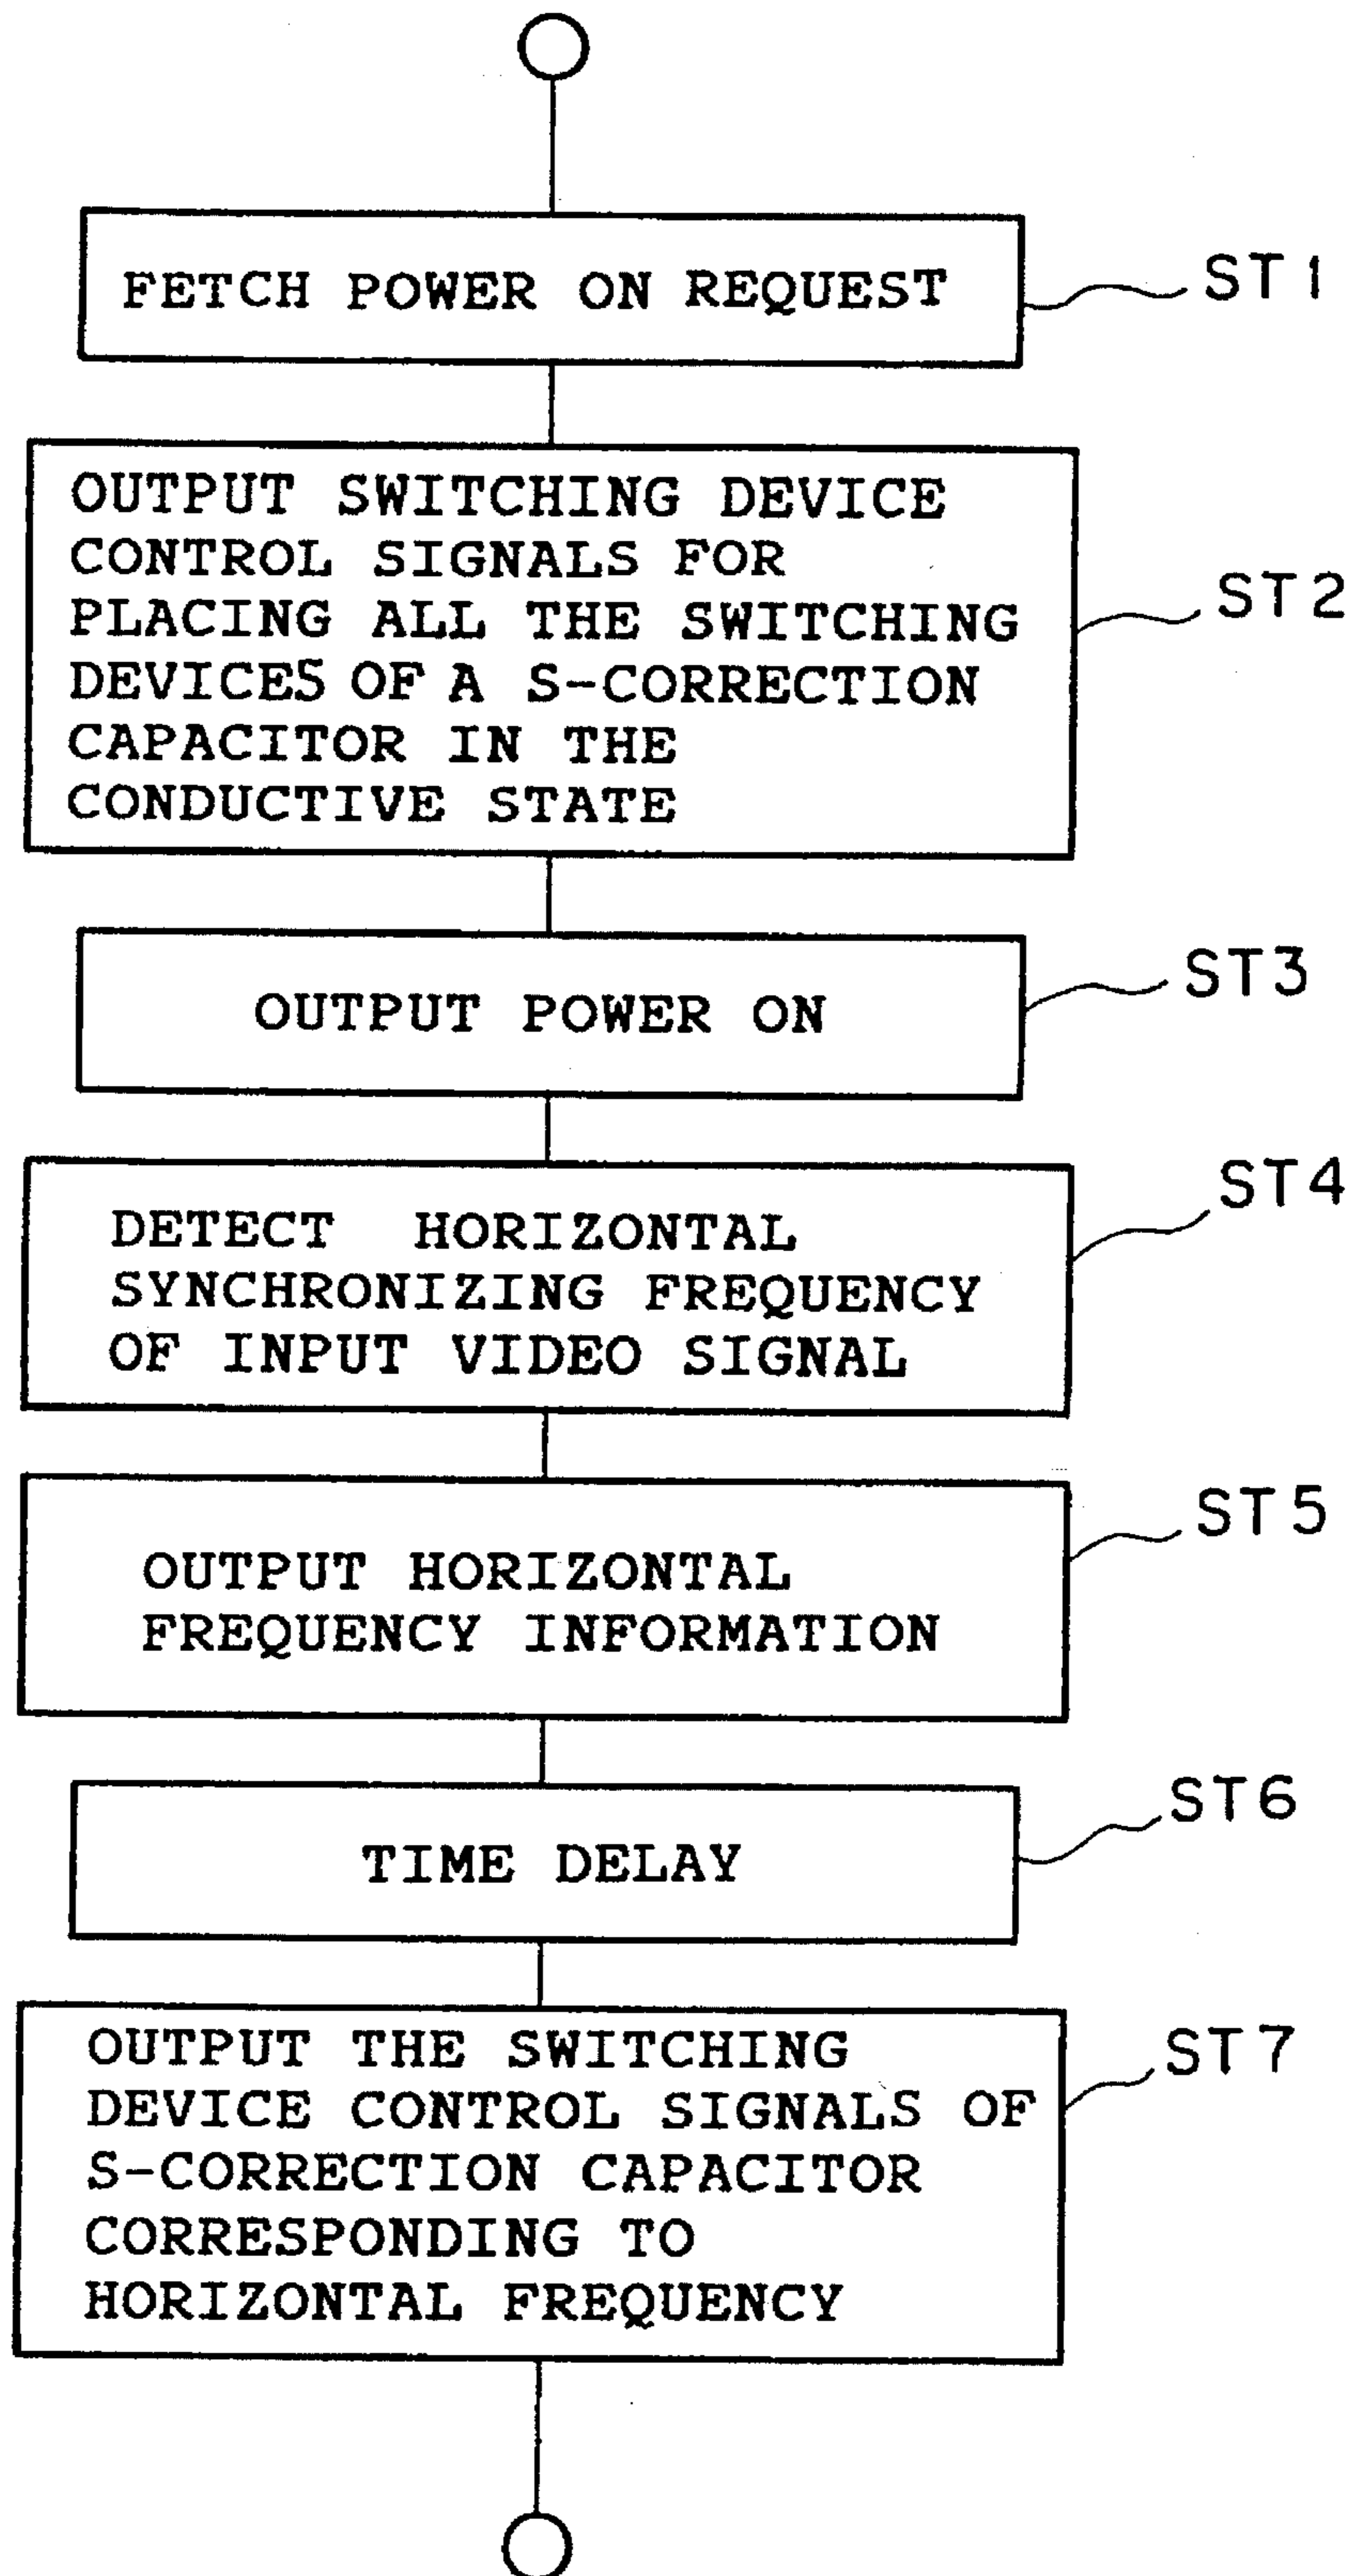 FETCH POWER ON REQUEST
ST1
OUTPUT SWITCHING DEVICE
CONTROL SIGNALS FOR
PLACING ALL THE SWITCHING
DEVICES OF A S-CORRECTION
CAPACITOR IN THE
CONDUCTIVE STATE
ST2
OUTPUT POWER ON
ST3
DETECT HORIZONTAL
SYNCHRONIZING FREQUENCY
OF INPUT VIDEO SIGNAL
ST4
OUTPUT HORIZONTAL
FREQUENCY INFORMATION
ST5
TIME DELAY
ST6
OUTPUT THE SWITCHING
DEVICE CONTROL SIGNALS OF
S-CORRECTION CAPACITOR
CORRESPONDING TO
HORIZONTAL FREQUENCY
ST7